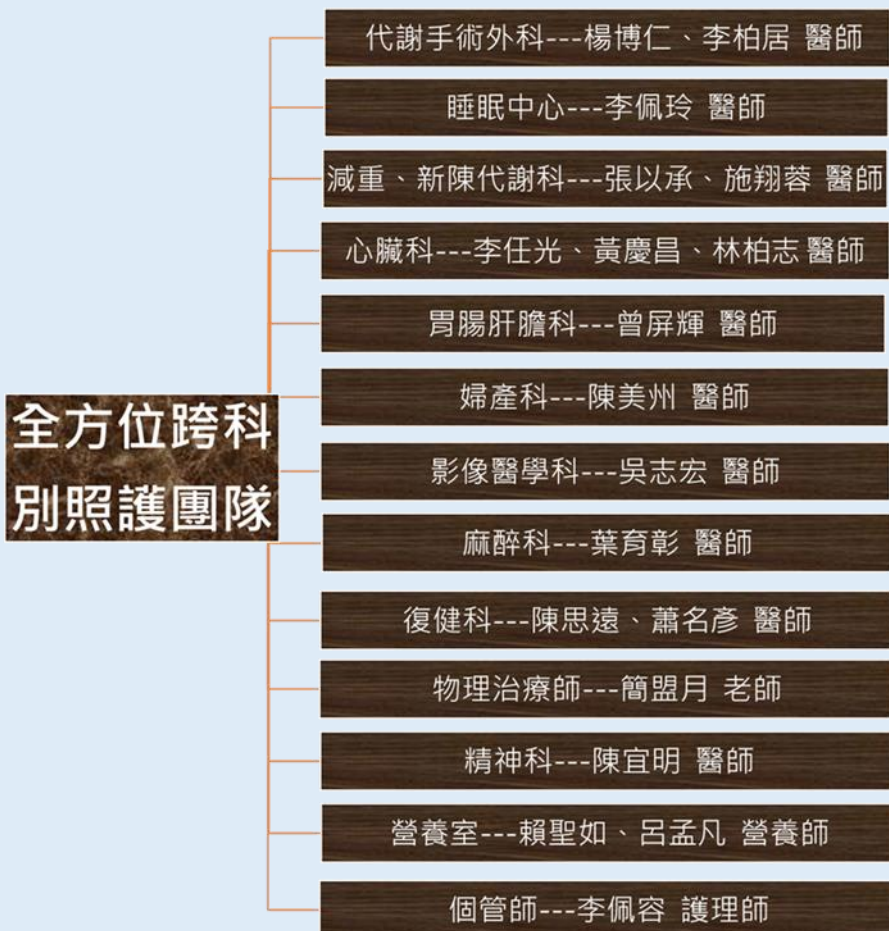 全方位跨科
別照護團隊
代謝手術外科---楊博仁、李柏居 醫師
睡眠中心---李佩玲 醫師
減重、新陳代謝科---張以承、施翔蓉 醫師
心臟科---李任光、黃慶昌、林柏志 醫師
胃腸肝膽科---曾屏輝 醫師
婦產科---陳美州 醫師
影像醫學科---吳志宏 醫師
麻醉科---葉育彰 醫師
復健科---陳思遠、蕭名彥 醫師
物理治療師---簡盟月 老師
精神科---陳宜明 醫師
營養室---賴聖如、呂孟凡 營養師
個管師---李佩容 護理師